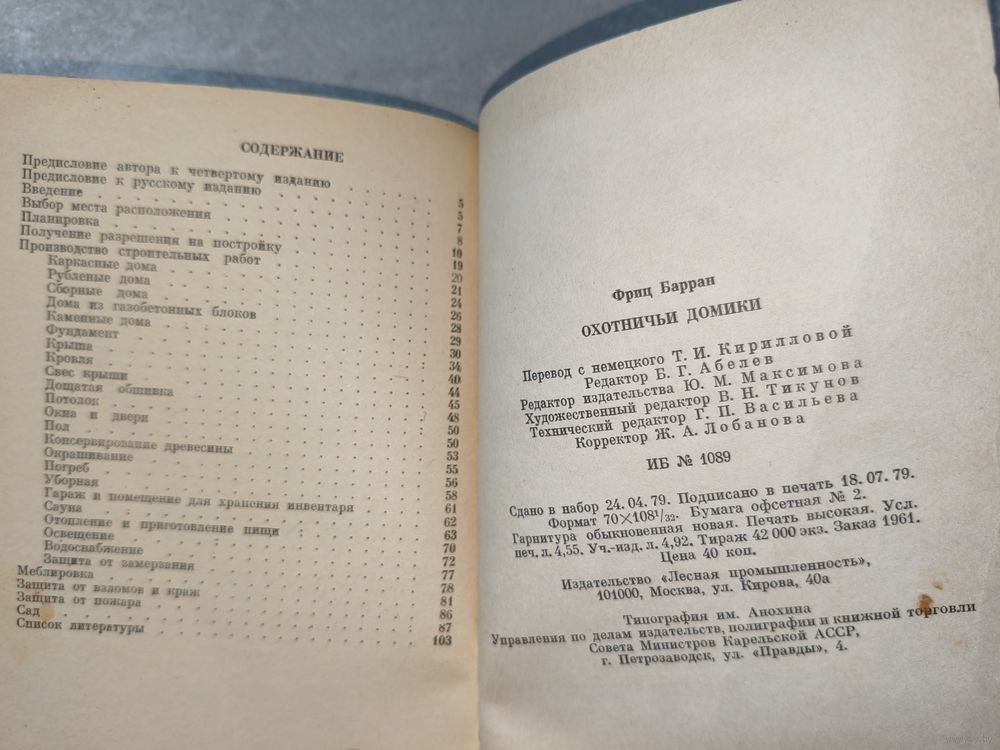 СОДЕРЖАНИЕ
Предисловие автора к четвертому изданию . . . . 5
Предисловие к русскому изданию . . . . 5
Введение . . . . 7
Выбор места расположения . . . . 8
Планировка . . . . 10
Получение разрешения на постройку . . . . 19
Производство строительных работ . . . . 20
Каркасные дома . . . . 21
Рубленые дома . . . . 24
Сборные дома . . . . 26
Дома из газобетонных блоков . . . . 28
Каменные дома . . . . 29
Фундамент . . . . 30
Крыша . . . . 34
Кровля . . . . 40
Свес крыши . . . . 44
Дощатая обшивка . . . . 45
Потолок . . . . 48
Окна и двери . . . . 50
Пол . . . . 50
Консервирование древесины . . . . 53
Окрашивание . . . . 55
Погреб . . . . 56
Уборная . . . . 58
Гараж и помещение для хранения инвентаря . . . . 61
Сауна . . . . 62
Отопление и приготовление пищи . . . . 63
Освещение . . . . 70
Водоснабжение . . . . 72
Защита от замерзания . . . . 77
Меблировка . . . . 78
Защита от взломов и краж . . . . 81
Защита от пожара . . . . 86
Сад . . . . 87
Список литературы . . . . 103
Фриц Барран
ОХОТНИЧЬИ ДОМИКИ
Перевод с немецкого Т. И. Кирилловой
Редактор Б. Г. Абелев
Редактор издательства Ю. М. Максимова
Художественный редактор В. Н. Тикунов
Технический редактор Г. П. Васильева
Корректор Ж. А. Лобанова
ИБ № 1089
Сдано в набор 24.04.79. Подписано в печать 18.07.79.
Формат 70×108¹/₃₂. Бумага офсетная № 2.
Гарнитура обыкновенная новая. Печать высокая. Усл.
печ. л. 4,55. Уч.-изд. л. 4,92. Тираж 42 000 экз. Заказ 1961.
Цена 40 коп.
Издательство «Лесная промышленность»,
101000, Москва, ул. Кирова, 40а
Типография им. Анохина
Управления по делам издательств, полиграфии и книжной торговли
Совета Министров Карельской АССР,
г. Петрозаводск, ул. «Правды», 4.